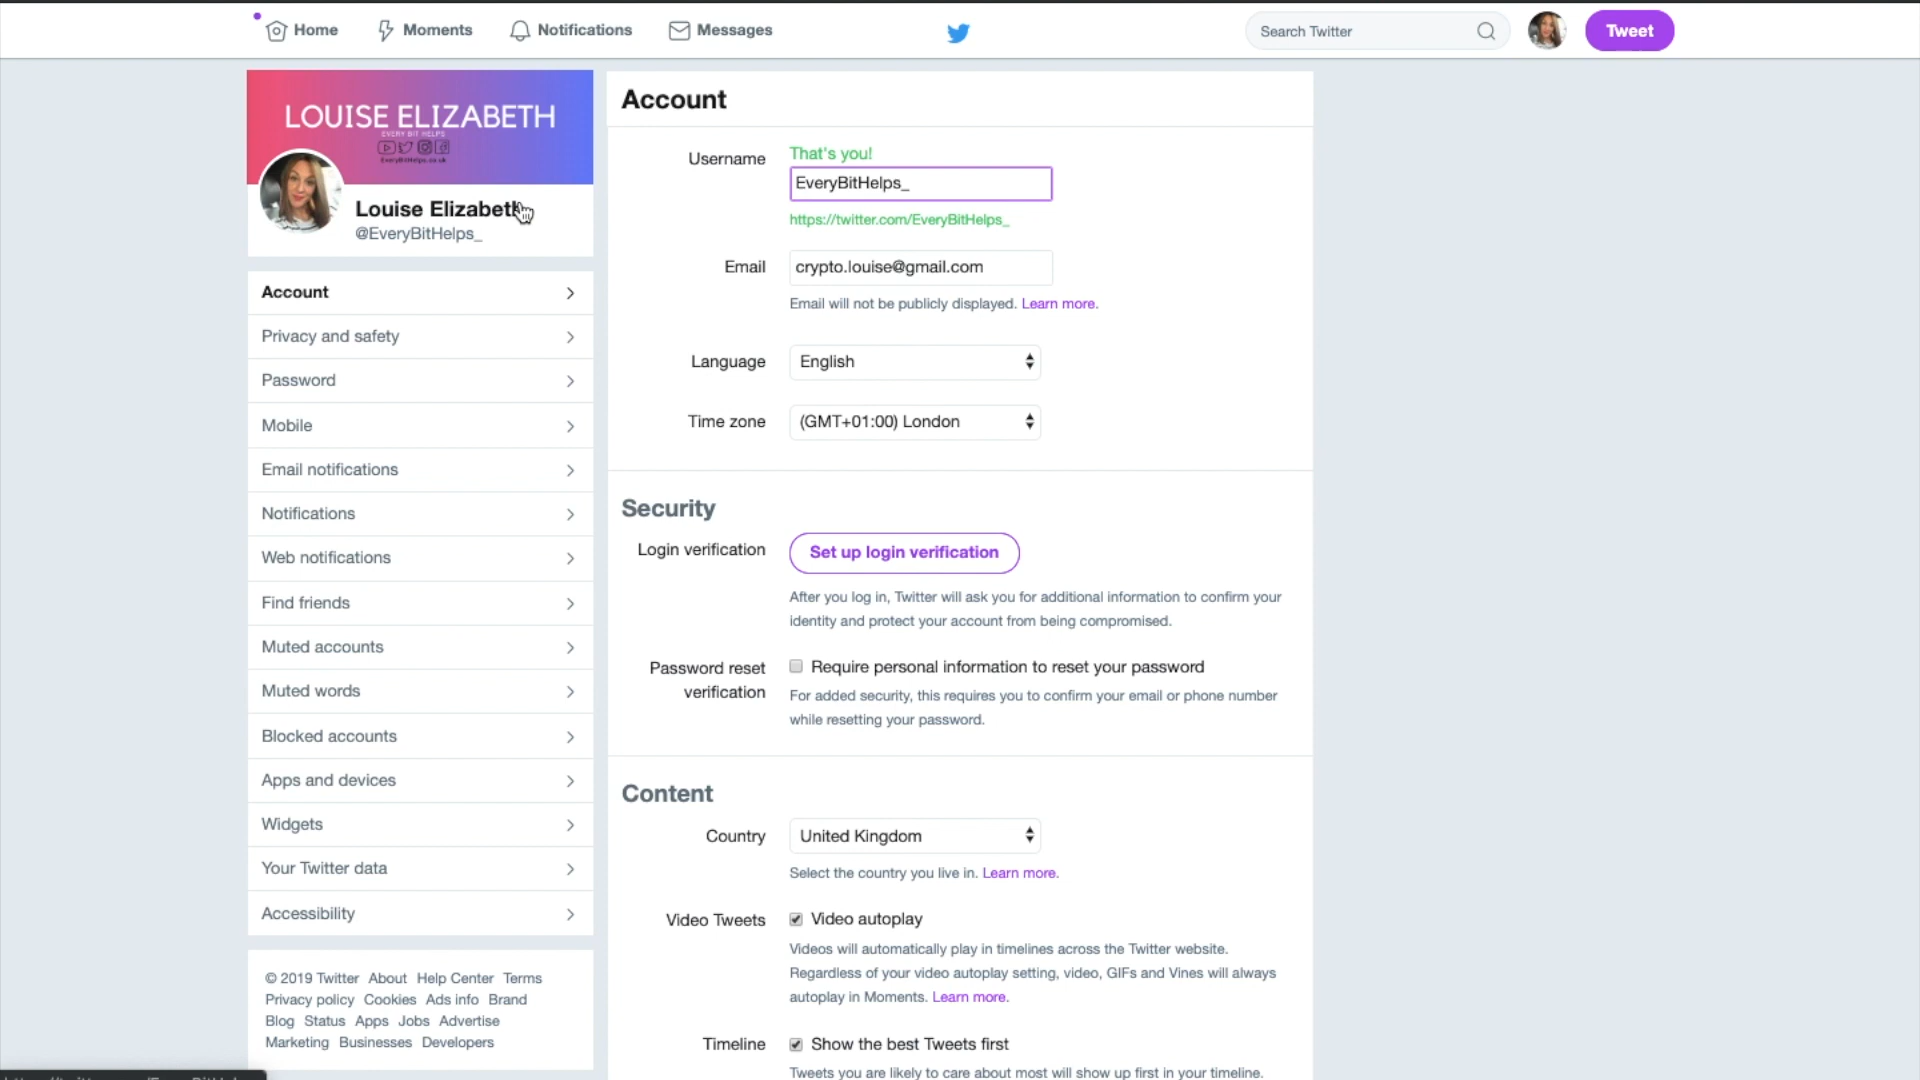 Home
Moments
Notifications
Messages
Search Twitter
Tweet
LOUISE ELIZABETH
EVERY BIT HELPS
EveryBitHelps.co.uk
Louise Elizabeth
@EveryBitHelps_
Account
Privacy and safety
Password
Mobile
Email notifications
Notifications
Web notifications
Find friends
Muted accounts
Muted words
Blocked accounts
Apps and devices
Widgets
Your Twitter data
Accessibility
© 2019 Twitter About Help Center Terms
Privacy policy Cookies Ads info Brand
Blog Status Apps Jobs Advertise
Marketing Businesses Developers
Account
Username
That's you!
EveryBitHelps_
https://twitter.com/EveryBitHelps_
Email
crypto.louise@gmail.com
Email will not be publicly displayed. Learn more.
Language
English
Time zone
(GMT+01:00) London
Security
Login verification
Set up login verification
After you log in, Twitter will ask you for additional information to confirm your
identity and protect your account from being compromised.
Password reset
verification
Require personal information to reset your password
For added security, this requires you to confirm your email or phone number
while resetting your password.
Content
Country
United Kingdom
Select the country you live in. Learn more.
Video Tweets
Video autoplay
Videos will automatically play in timelines across the Twitter website.
Regardless of your video autoplay setting, video, GIFs and Vines will always
autoplay in Moments. Learn more.
Timeline
Show the best Tweets first
Tweets you are likely to care about most will show up first in your timeline.